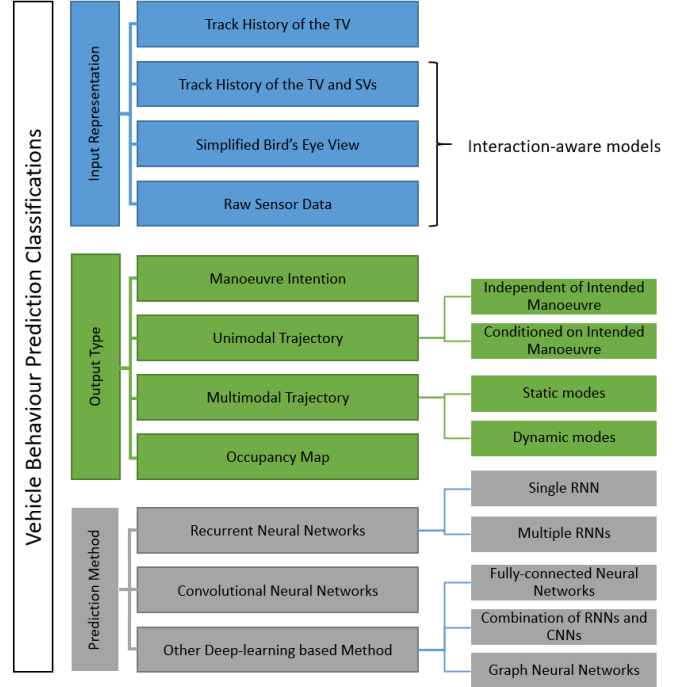 Vehicle Behaviour Prediction Classifications
Input Representation
Track History of the TV
Track History of the TV and SVs
Simplified Bird's Eye View
Raw Sensor Data
Interaction-aware models
Output Type
Manoeuvre Intention
Unimodal Trajectory
Independent of Intended
Manoeuvre
Conditioned on Intended
Manoeuvre
Multimodal Trajectory
Static modes
Dynamic modes
Occupancy Map
Prediction Method
Recurrent Neural Networks
Single RNN
Multiple RNNs
Convolutional Neural Networks
Other Deep-learning based Method
Fully-connected Neural
Networks
Combination of RNNs and
CNNs
Graph Neural Networks